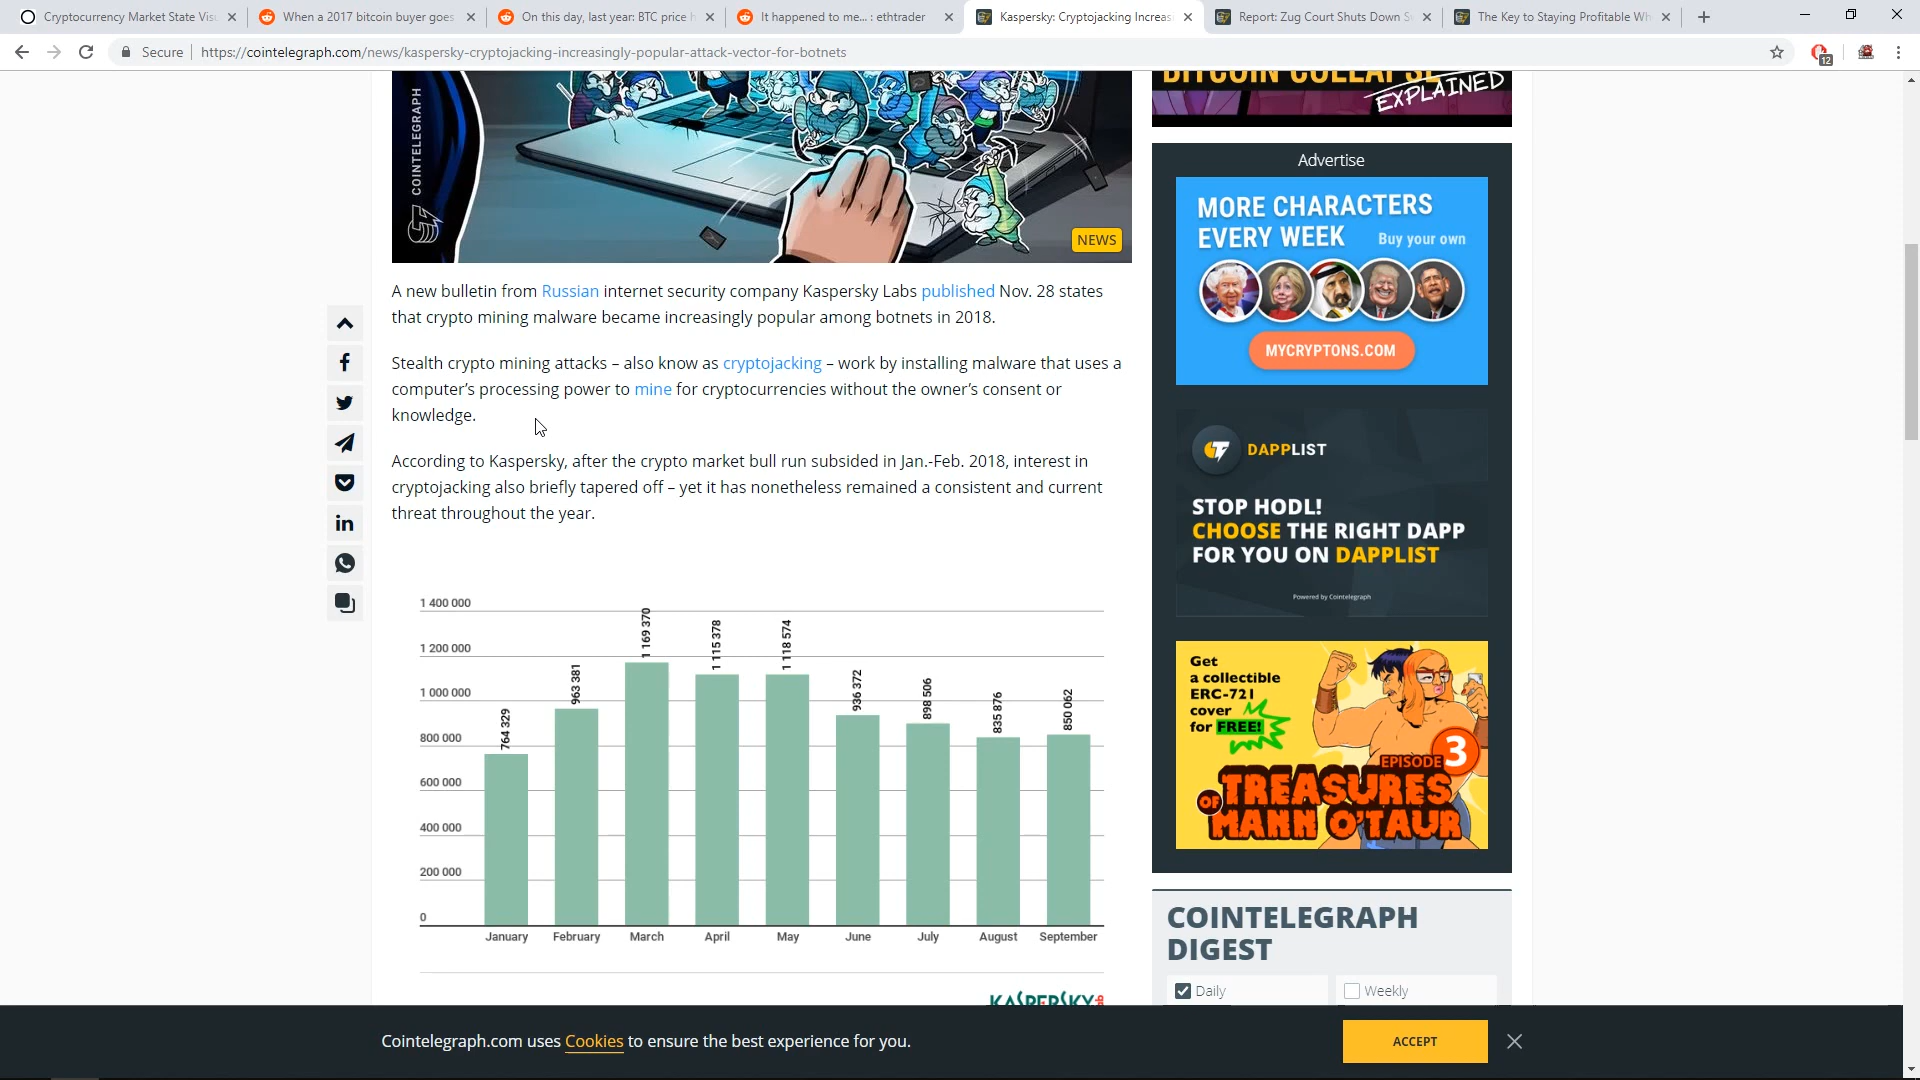 Cryptocurrency Market State Visu
When a 2017 bitcoin buyer goes
On this day, last year: BTC price h
It happened to me... : ethtrader
Kaspersky: Cryptojacking Increas
Report: Zug Court Shuts Down S
The Key to Staying Profitable Wh
Secure
https://cointelegraph.com/news/kaspersky-cryptojacking-increasingly-popular-attack-vector-for-botnets
12
COINTELEGRAPH
NEWS
A new bulletin from Russian internet security company Kaspersky Labs published Nov. 28 states
that crypto mining malware became increasingly popular among botnets in 2018.
Stealth crypto mining attacks – also know as cryptojacking – work by installing malware that uses a
computer's processing power to mine for cryptocurrencies without the owner's consent or
knowledge.
According to Kaspersky, after the crypto market bull run subsided in Jan.-Feb. 2018, interest in
cryptojacking also briefly tapered off – yet it has nonetheless remained a consistent and current
threat throughout the year.
1 400 000
1 200 000
1 000 000
800 000
600 000
400 000
200 000
0
764 329
963 381
1 169 370
1 115 378
1 118 574
936 372
898 506
835 876
850 062
January
February
March
April
May
June
July
August
September
KASPERSKY lab
BITCOIN COLLAPSE
EXPLAINED
Advertise
MORE CHARACTERS
EVERY WEEK
Buy your own
MYCRYPTONS.COM
DAPPLIST
STOP HODL!
CHOOSE THE RIGHT DAPP
FOR YOU ON DAPPLIST
Powered by Cointelegraph
Get
a collectible
ERC-721
cover
for FREE!
EPISODE 3
OF TREASURES
MANN O'TAUR
COINTELEGRAPH
DIGEST
Daily
Weekly
Cointelegraph.com uses Cookies to ensure the best experience for you.
ACCEPT